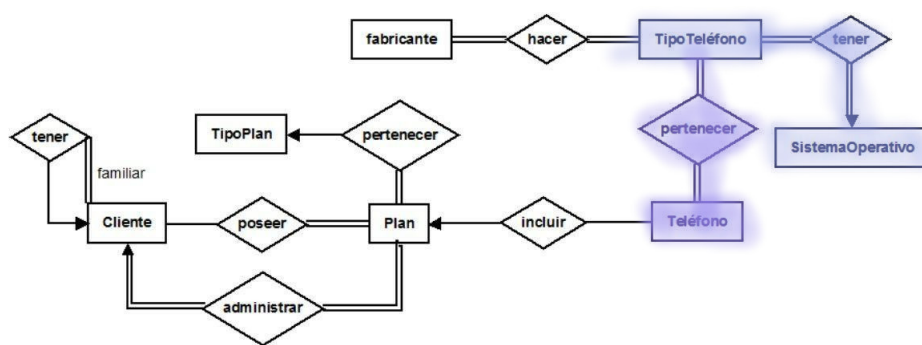 fabricante
hacer
TipoTeléfono
tener
TipoPlan
pertenecer
pertenecer
SistemaOperativo
tener
familiar
Cliente
poseer
Plan
incluir
Teléfono
administrar